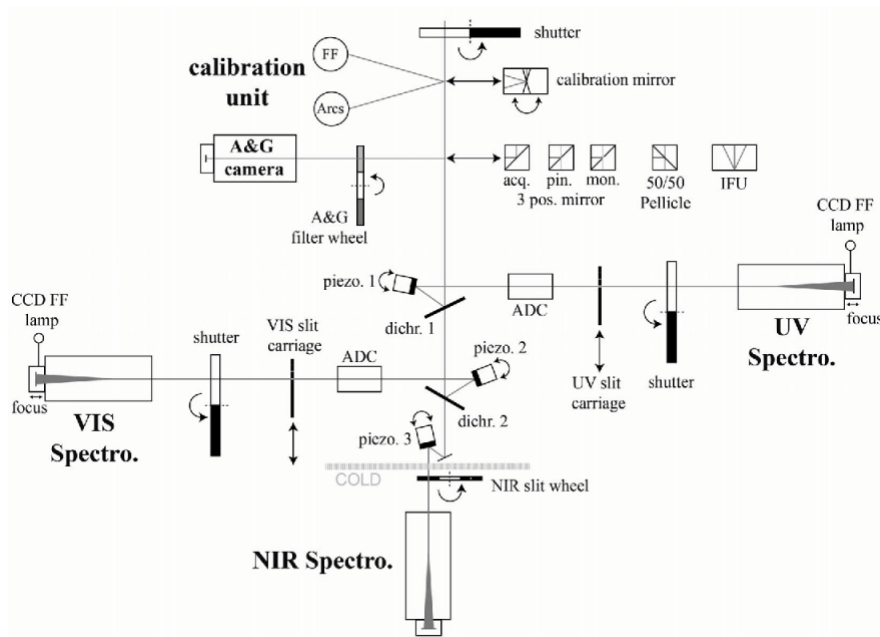 shutter
FF
calibration
unit
calibration mirror
Arcs
A&G
camera
acq. pin. mon.
3 pos. mirror
50/50
Pellicle
IFU
A&G
filter wheel
CCD FF
lamp
piezo. 1
ADC
dichr. 1
focus
UV
Spectro.
CCD FF
lamp
shutter
VIS slit
carriage
ADC
piezo. 2
UV slit
carriage
shutter
focus
VIS
Spectro.
dichr. 2
piezo. 3
COLD
NIR slit wheel
NIR Spectro.